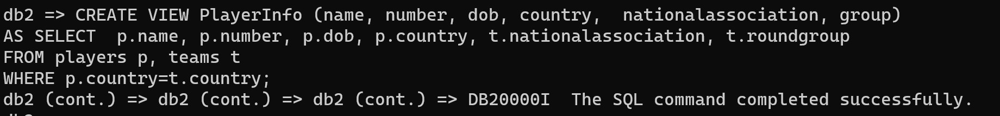 db2 => CREATE VIEW PlayerInfo (name, number, dob, country,  nationalassociation, group)
AS SELECT  p.name, p.number, p.dob, p.country, t.nationalassociation, t.roundgroup
FROM players p, teams t
WHERE p.country=t.country;
db2 (cont.) => db2 (cont.) => db2 (cont.) => DB20000I  The SQL command completed successfully.